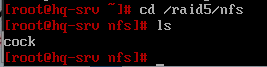 [root@hq-srv ~]# cd /raid5/nfs
[root@hq-srv nfs]# ls
cock
[root@hq-srv nfs]#